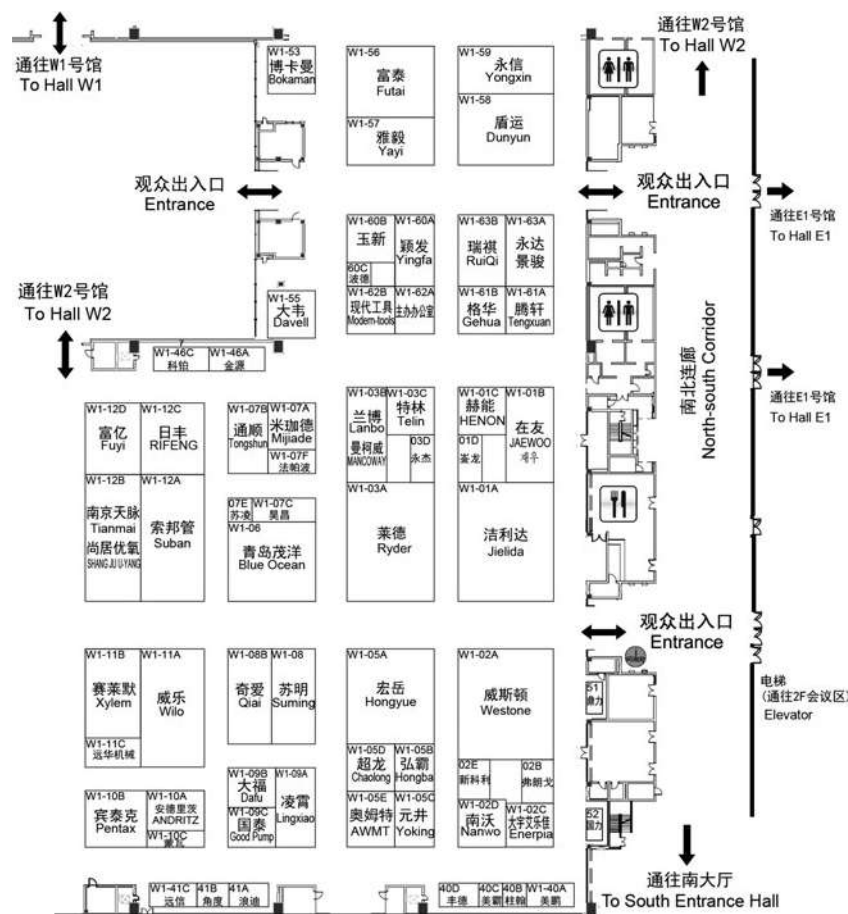 通往W1号馆
To Hall W1
W1-53
博卡曼
Bokaman
W1-56
富泰
Futai
W1-57
雅毅
Yayi
W1-59
永信
Yongxin
W1-58
盾运
Dunyun
通往W2号馆
To Hall W2
观众出入口
Entrance
观众出入口
Entrance
通往E1号馆
To Hall E1
W1-60B
玉新
60C
波德
W1-60A
颖发
Yingfa
W1-62B
现代工具
Modern-tools
W1-62A
主办办公室
W1-63B
瑞祺
RuiQi
W1-63A
永达
景骏
W1-61B
格华
Gehua
W1-61A
腾轩
Tengxuan
通往W2号馆
To Hall W2
W1-55
大韦
Davell
W1-46C
科铂
W1-46A
金源
南北连廊
North-south Corridor
通往E1号馆
To Hall E1
W1-12D
富亿
Fuyi
W1-12C
日丰
RIFENG
W1-12B
南京天脉
Tianmai
尚居优氧
SHANG JU U-YANG
W1-12A
索邦管
Suban
W1-07B
通顺
Tongshun
W1-07A
米珈德
Mijiade
W1-07F
法帕波
07E
苏凌
W1-07C
昊昌
W1-06
青岛茂洋
Blue Ocean
W1-03B
兰博
Lanbo
曼柯威
MANCOWAY
W1-03C
特林
Telin
03D
永杰
W1-03A
莱德
Ryder
W1-01C
赫能
HENON
01D
崟龙
W1-01B
在友
JAEWOO
재우
W1-01A
洁利达
Jielida
观众出入口
Entrance
W1-11B
赛莱默
Xylem
W1-11A
威乐
Wilo
W1-11C
远华机械
W1-08B
奇爱
Qiai
W1-08
苏明
Suming
W1-05A
宏岳
Hongyue
W1-02A
威斯顿
Westone
51
鼎力
电梯
(通往2F会议区)
Elevator
W1-05D
超龙
Chaolong
W1-05B
弘霸
Hongba
02E
新科利
02B
弗朗戈
W1-10B
宾泰克
Pentax
W1-10A
安德里茨
ANDRITZ
W1-10C
W1-09B
大福
Dafu
W1-09C
国泰
Good Pump
W1-09A
凌霄
Lingxiao
W1-05E
奥姆特
AWMT
W1-05C
元井
Yoking
W1-02D
南沃
Nanwo
W1-02C
大宇艾乐佳
Enerpia
52
国力
W1-41C
远信
41B
角度
41A
浪迪
40D
丰德
40C
美霸
40B
柱翰
W1-40A
美鹏
通往南大厅
To South Entrance Hall